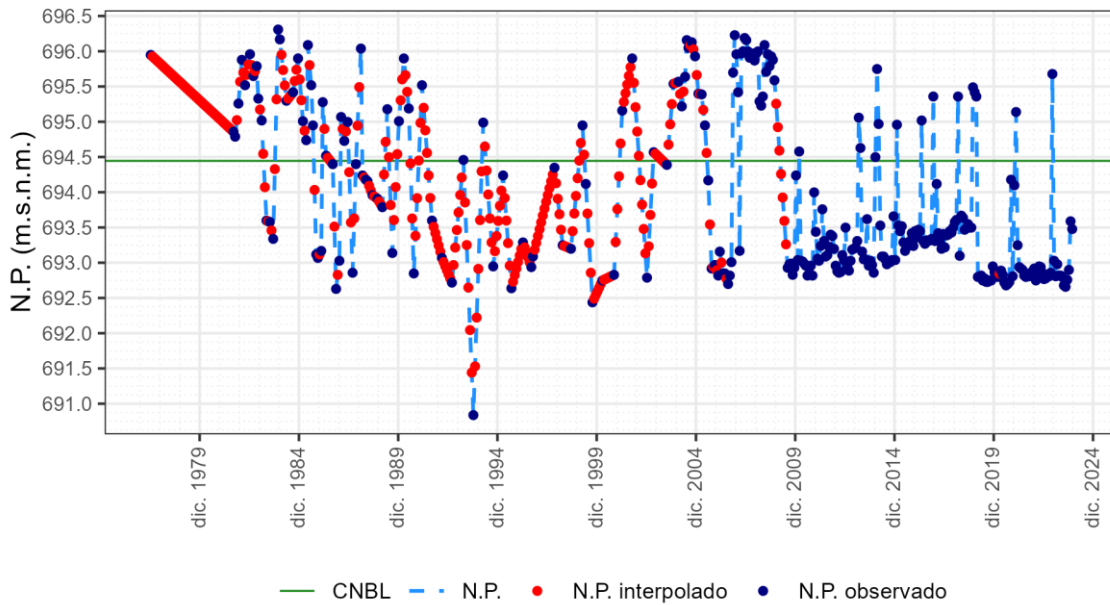 N.P. (m.s.n.m.)
696.5
696.0
695.5
695.0
694.5
694.0
693.5
693.0
692.5
692.0
691.5
691.0
dic. 1979
dic. 1984
dic. 1989
dic. 1994
dic. 1999
dic. 2004
dic. 2009
dic. 2014
dic. 2019
dic. 2024
CNBL N.P. N.P. interpolado N.P. observado